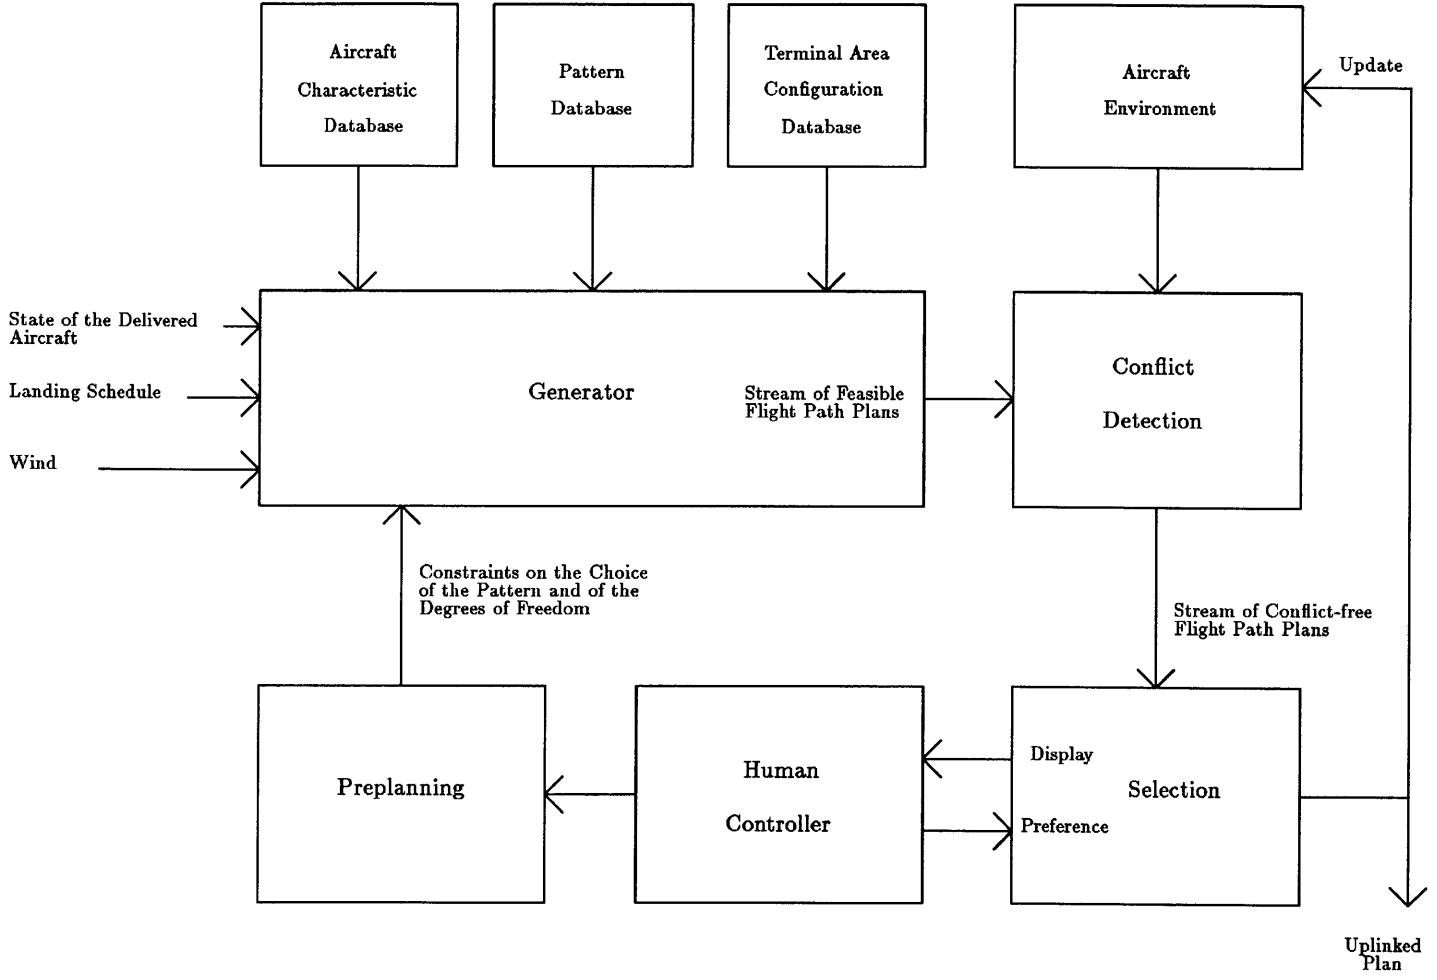 Aircraft
Characteristic
Database
Pattern
Database
Terminal Area
Configuration
Database
Aircraft
Environment
Update
State of the Delivered
Aircraft
Landing Schedule
Wind
Generator
Stream of Feasible
Flight Path Plans
Conflict
Detection
Constraints on the Choice
of the Pattern and of the
Degrees of Freedom
Stream of Conflict-free
Flight Path Plans
Preplanning
Human
Controller
Display
Selection
Preference
Uplinked
Plan